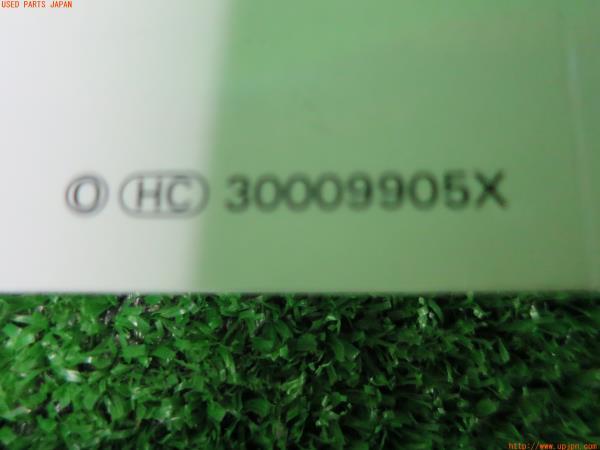 USED PARTS JAPAN
Ⓞ HC 30009905X
http://www.upjpn.com/